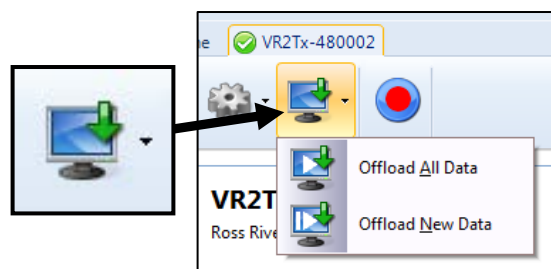 VR2Tx-480002
Offload All Data
VR2T
Offload New Data
Ross Rive